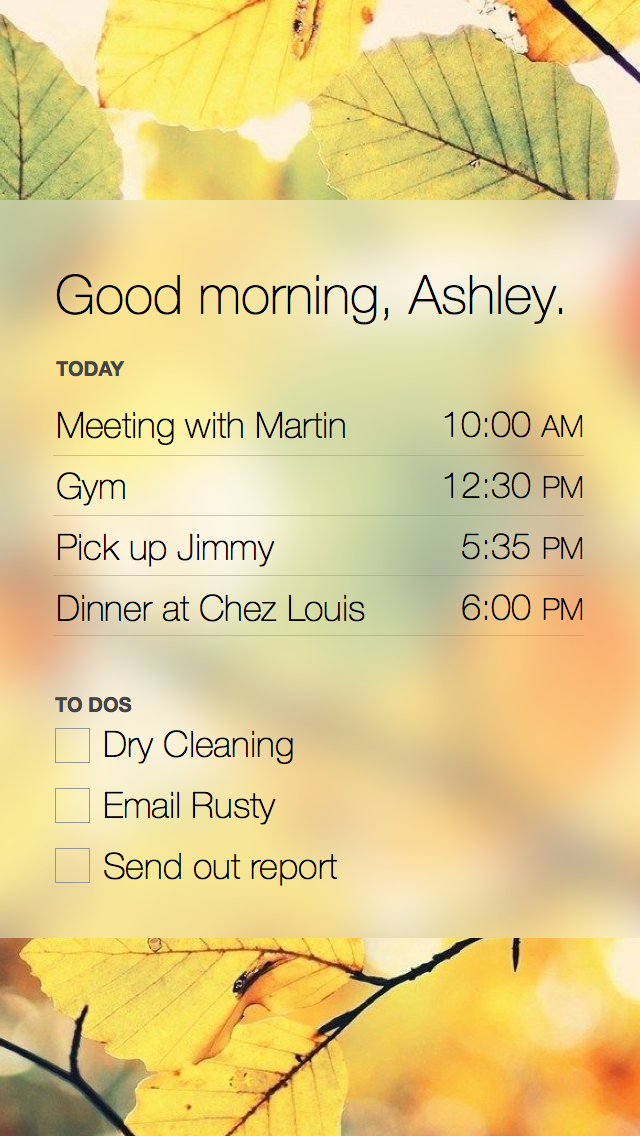 Good morning, Ashley.
TODAY
Meeting with Martin 10:00 AM
Gym 12:30 PM
Pick up Jimmy 5:35 PM
Dinner at Chez Louis 6:00 PM
TO DOS
Dry Cleaning
Email Rusty
Send out report